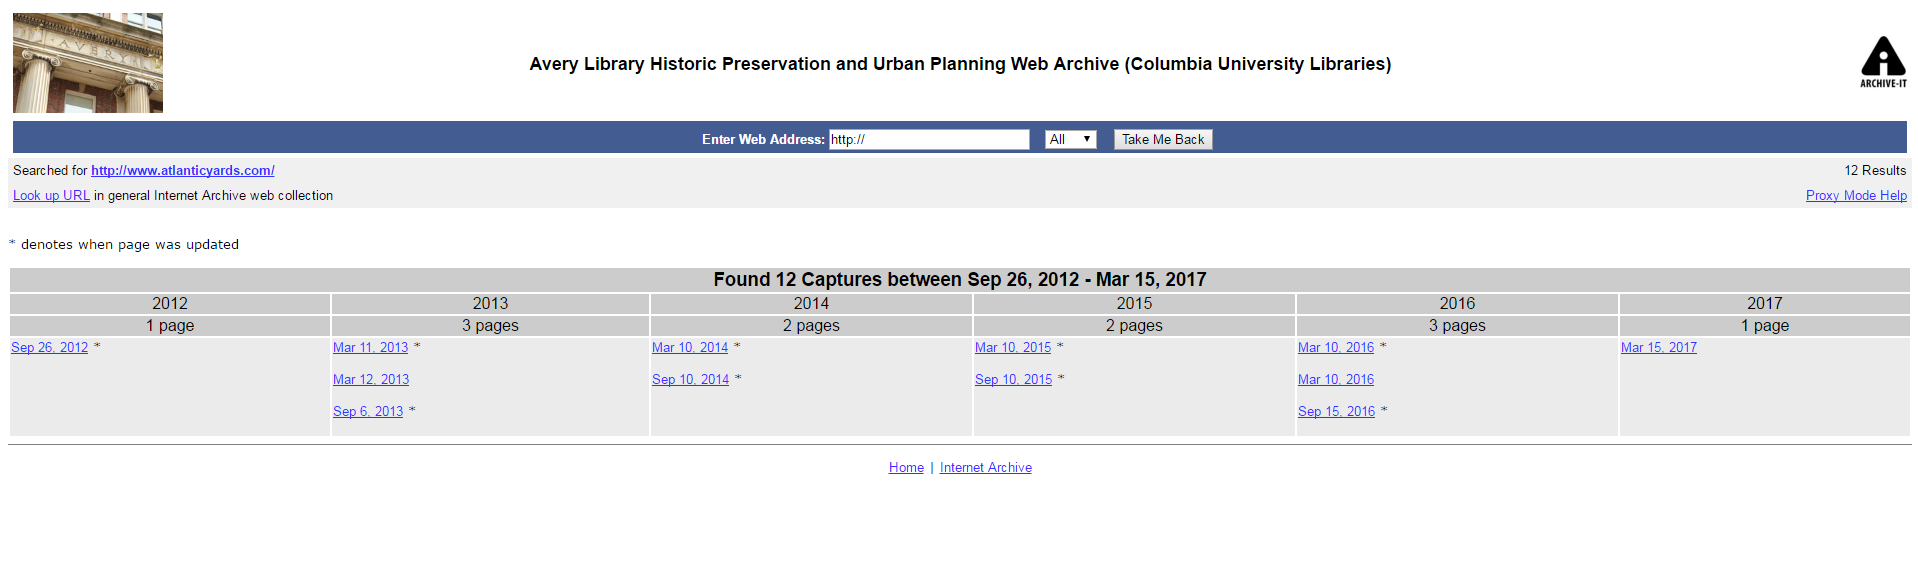 AVERY
Avery Library Historic Preservation and Urban Planning Web Archive (Columbia University Libraries)
ARCHIVE-IT
Enter Web Address: http:// All Take Me Back
Searched for http://www.atlanticyards.com/ 12 Results
Look up URL in general Internet Archive web collection Proxy Mode Help
* denotes when page was updated
Found 12 Captures between Sep 26, 2012 - Mar 15, 2017
2012 2013 2014 2015 2016 2017
1 page 3 pages 2 pages 2 pages 3 pages 1 page
Sep 26, 2012 * Mar 11, 2013 * Mar 10, 2014 * Mar 10, 2015 * Mar 10, 2016 * Mar 15, 2017
Mar 12, 2013 Sep 10, 2014 * Sep 10, 2015 * Mar 10, 2016
Sep 6, 2013 * Sep 15, 2016 *
Home | Internet Archive